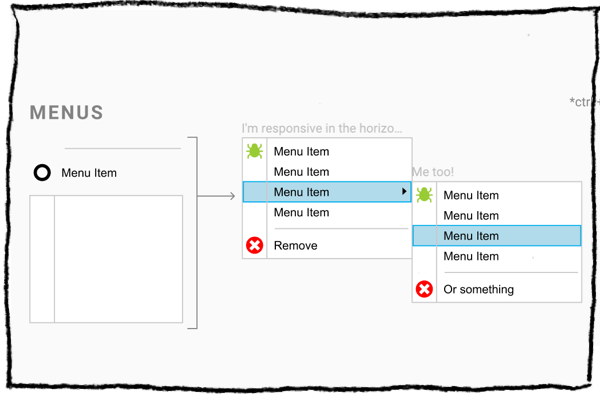 *ctrl+
MENUS
I'm responsive in the horizo...
Menu Item
Menu Item
Menu Item
Menu Item
Menu Item
Remove
Me too!
Menu Item
Menu Item
Menu Item
Menu Item
Or something